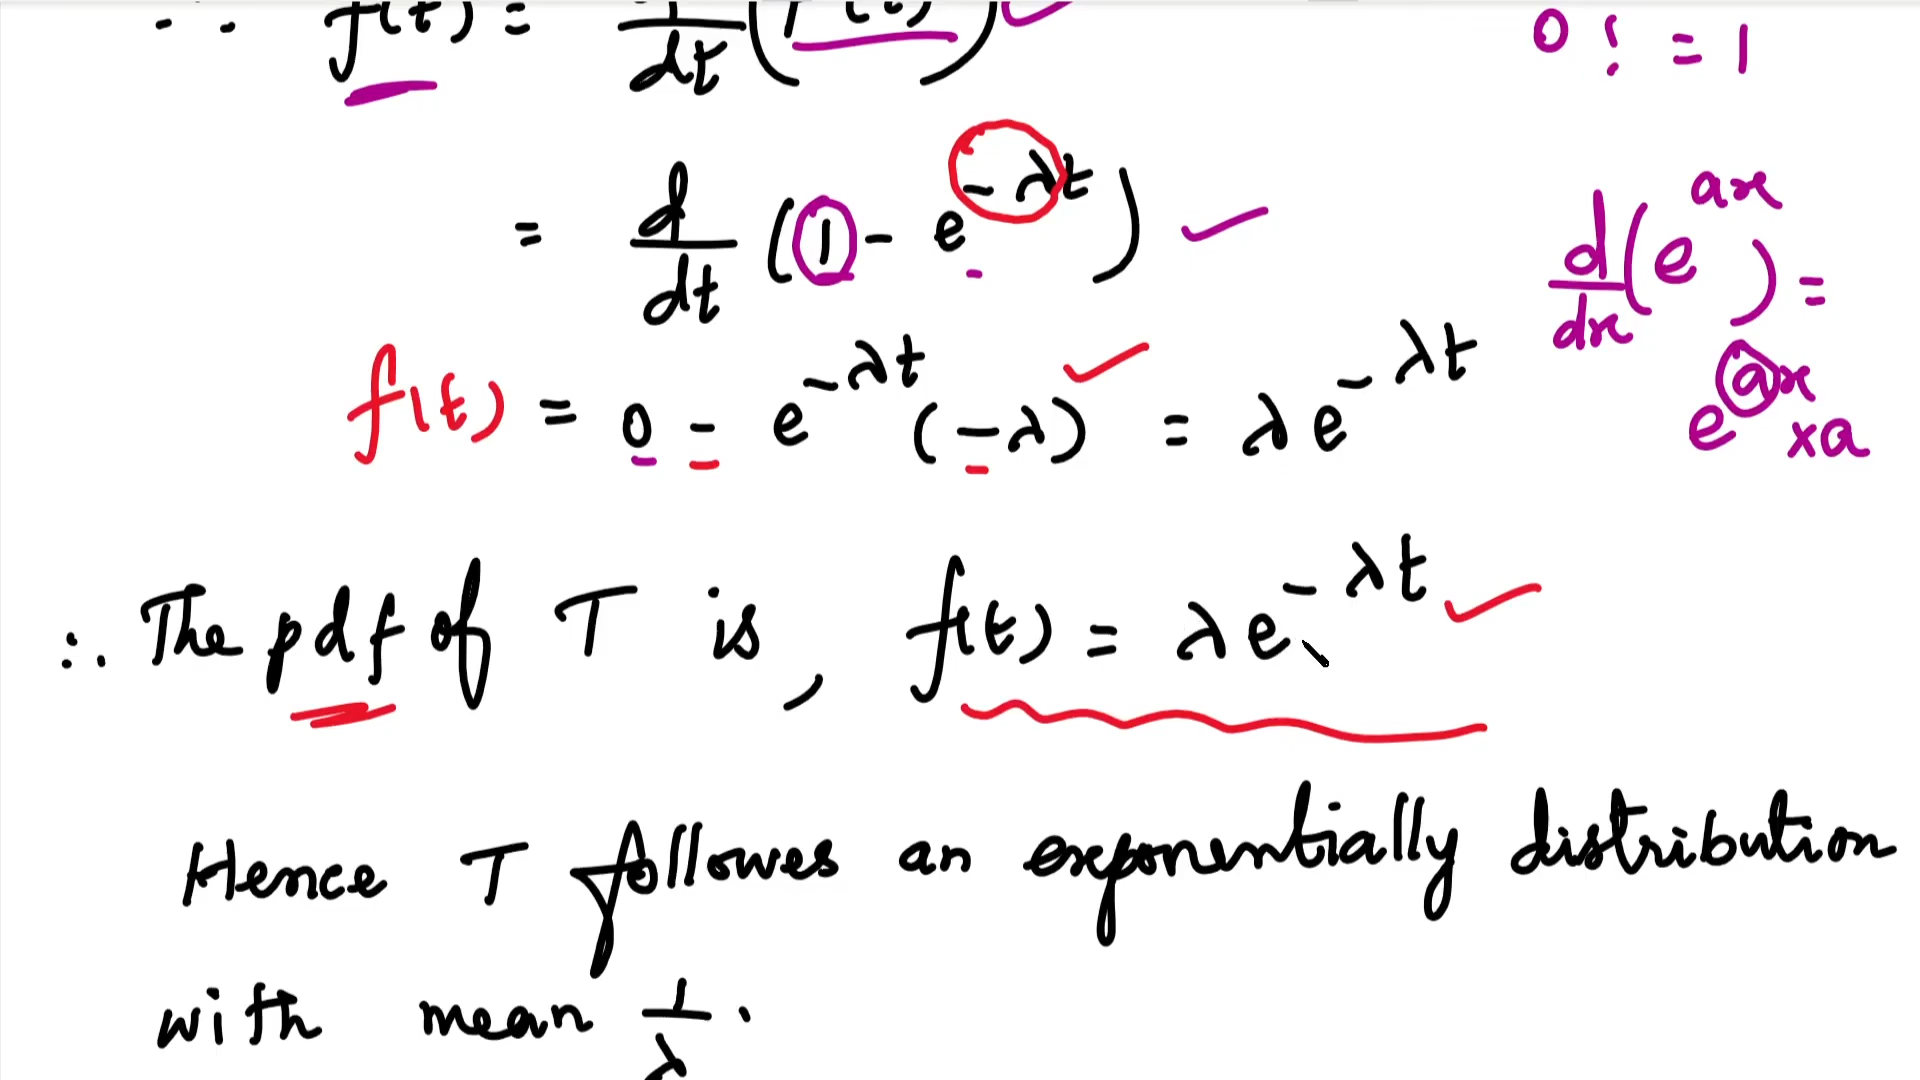 ∴ f(t) = d/dt (F(t))
0! = 1
= d/dt (1 - e^{-λt})
d/dx (e^{ax}) =
e^{ax} xa
f(t) = 0 - e^{-λt} (-λ) = λe^{-λt}
∴ The pdf of T is, f(t) = λe^{-λt}
Hence T followes an exponentially distribution
with mean 1/λ.